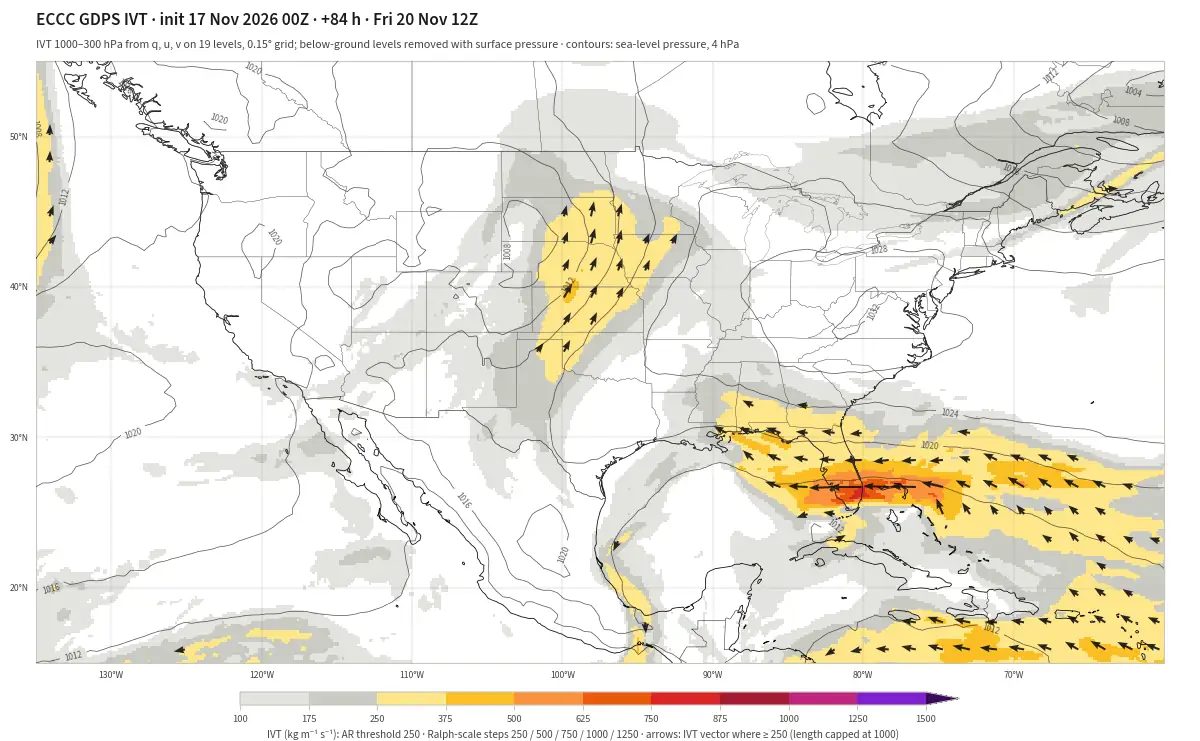 ECCC GDPS IVT · init 17 Nov 2026 00Z · +84 h · Fri 20 Nov 12Z
IVT 1000–300 hPa from q, u, v on 19 levels, 0.15° grid; below-ground levels removed with surface pressure · contours: sea-level pressure, 4 hPa
1020
1012
1004
1020
1008
50°N
1012
1020
1008
1028
40°N
1032
1024
1020
1020
30°N
1016
1012
1020
1016
20°N
1012
1012
130°W 120°W 110°W 100°W 90°W 80°W 70°W
100 175 250 375 500 625 750 875 1000 1250 1500
IVT (kg m⁻¹ s⁻¹): AR threshold 250 · Ralph-scale steps 250 / 500 / 750 / 1000 / 1250 · arrows: IVT vector where ≥ 250 (length capped at 1000)